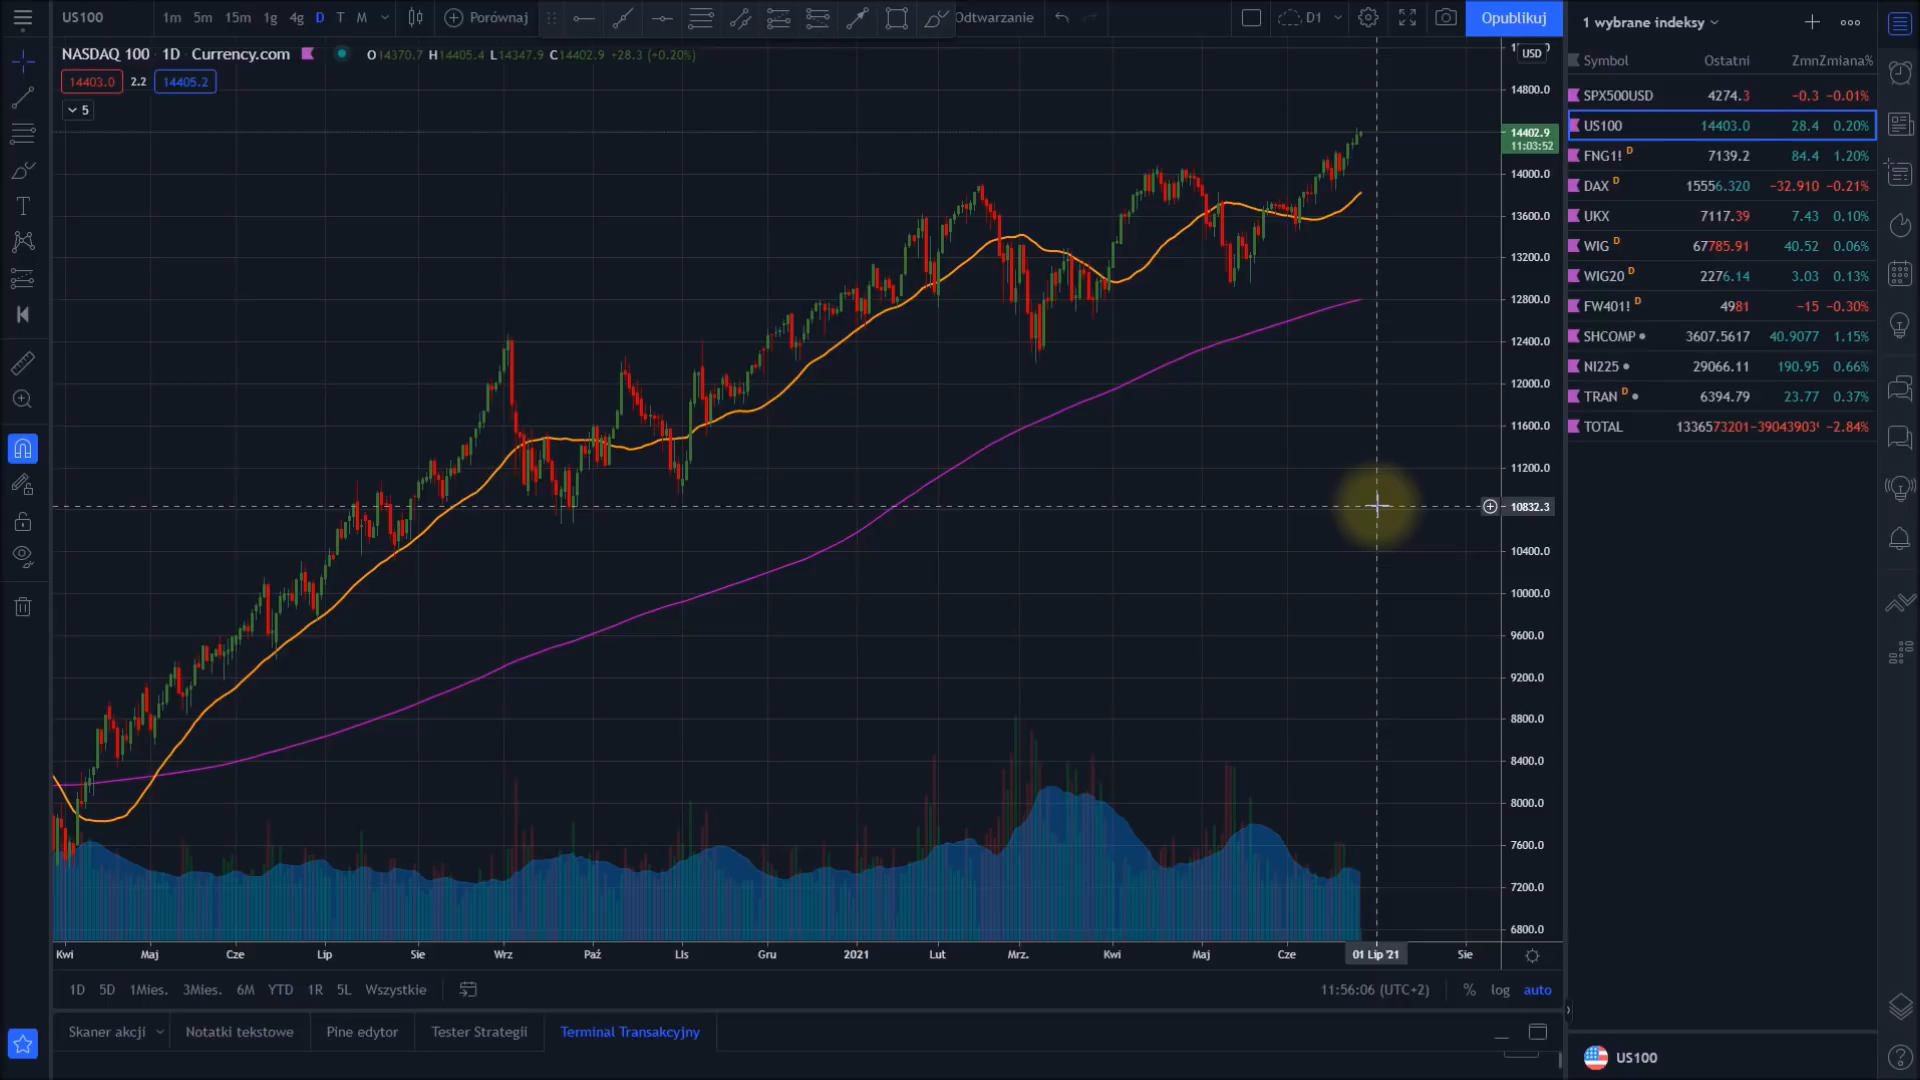 US100
1m 5m 15m 1g 4g D T M
Porównaj
Odtwarzanie
D1
Opublikuj
NASDAQ 100 1D Currency.com
O14370.7 H14405.4 L14347.9 C14402.9 +28.3 (+0.20%)
14403.0 2.2 14405.2
5
USD
14800.0
14402.9
11:03:52
14000.0
13600.0
13200.0
12800.0
12400.0
12000.0
11600.0
11200.0
10832.3
10400.0
10000.0
9600.0
9200.0
8800.0
8400.0
8000.0
7600.0
7200.0
6800.0
Kwi Maj Cze Lip Sie Wrz Paź Lis Gru 2021 Lut Mrz. Kwi Maj Cze 01 Lip '21 Sie
1D 5D 1Mies. 3Mies. 6M YTD 1R 5L Wszystkie
11:56:06 (UTC+2) % log auto
Skaner akcji Notatki tekstowe Pine edytor Tester Strategii Terminal Transakcyjny
1 wybrane indeksy
Symbol Ostatni Zmn Zmiana%
SPX500USD 4274.3 −0.3 −0.01%
US100 14403.0 28.4 0.20%
FNG1! D 7139.2 84.4 1.20%
DAX D 15556.320 −32.910 −0.21%
UKX 7117.39 7.43 0.10%
WIG D 67785.91 40.52 0.06%
WIG20 D 2276.14 3.03 0.13%
FW401! D 4981 −15 −0.30%
SHCOMP 3607.5617 40.9077 1.15%
NI225 29066.11 190.95 0.66%
TRAN D 6394.79 23.77 0.37%
TOTAL 1336573201 −39043903 −2.84%
US100